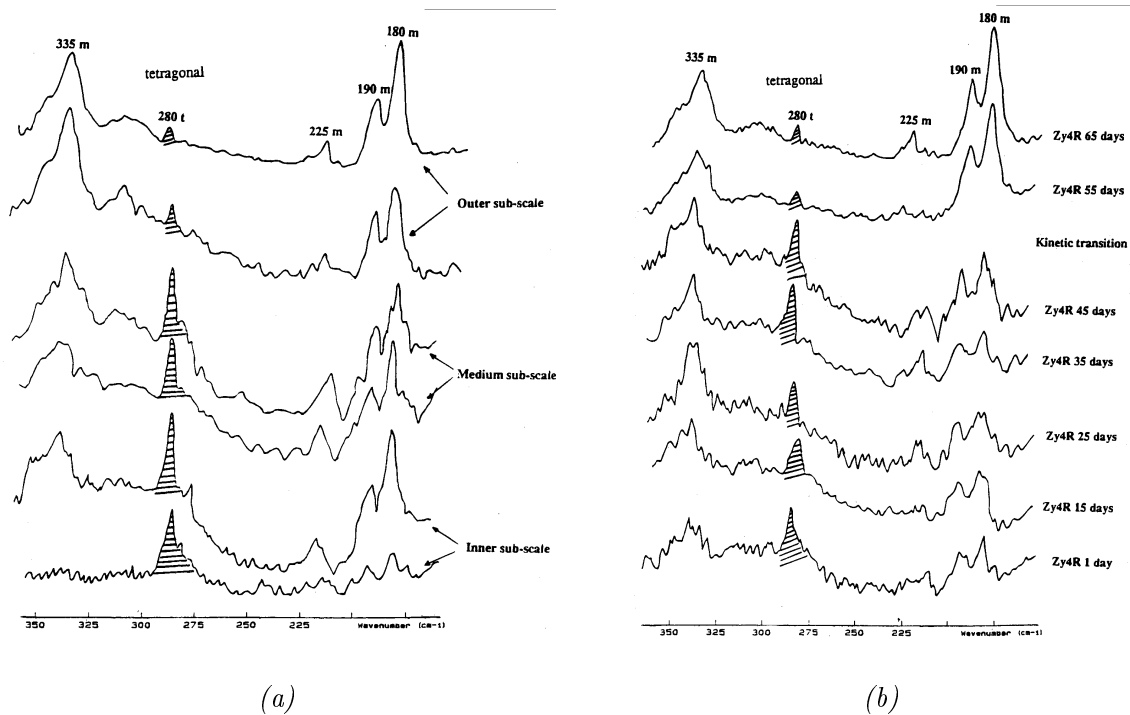 180 m
335 m
tetragonal
190 m
280 t
225 m
Outer sub-scale
Medium sub-scale
Inner sub-scale
350 325 300 275 225 Wavenumber (cm-1)
(a)
180 m
335 m
190 m
tetragonal
280 t
225 m
Zy4R 65 days
Zy4R 55 days
Kinetic transition
Zy4R 45 days
Zy4R 35 days
Zy4R 25 days
Zy4R 15 days
Zy4R 1 day
350 325 300 275 250 225 Wavenumber (cm-1)
(b)